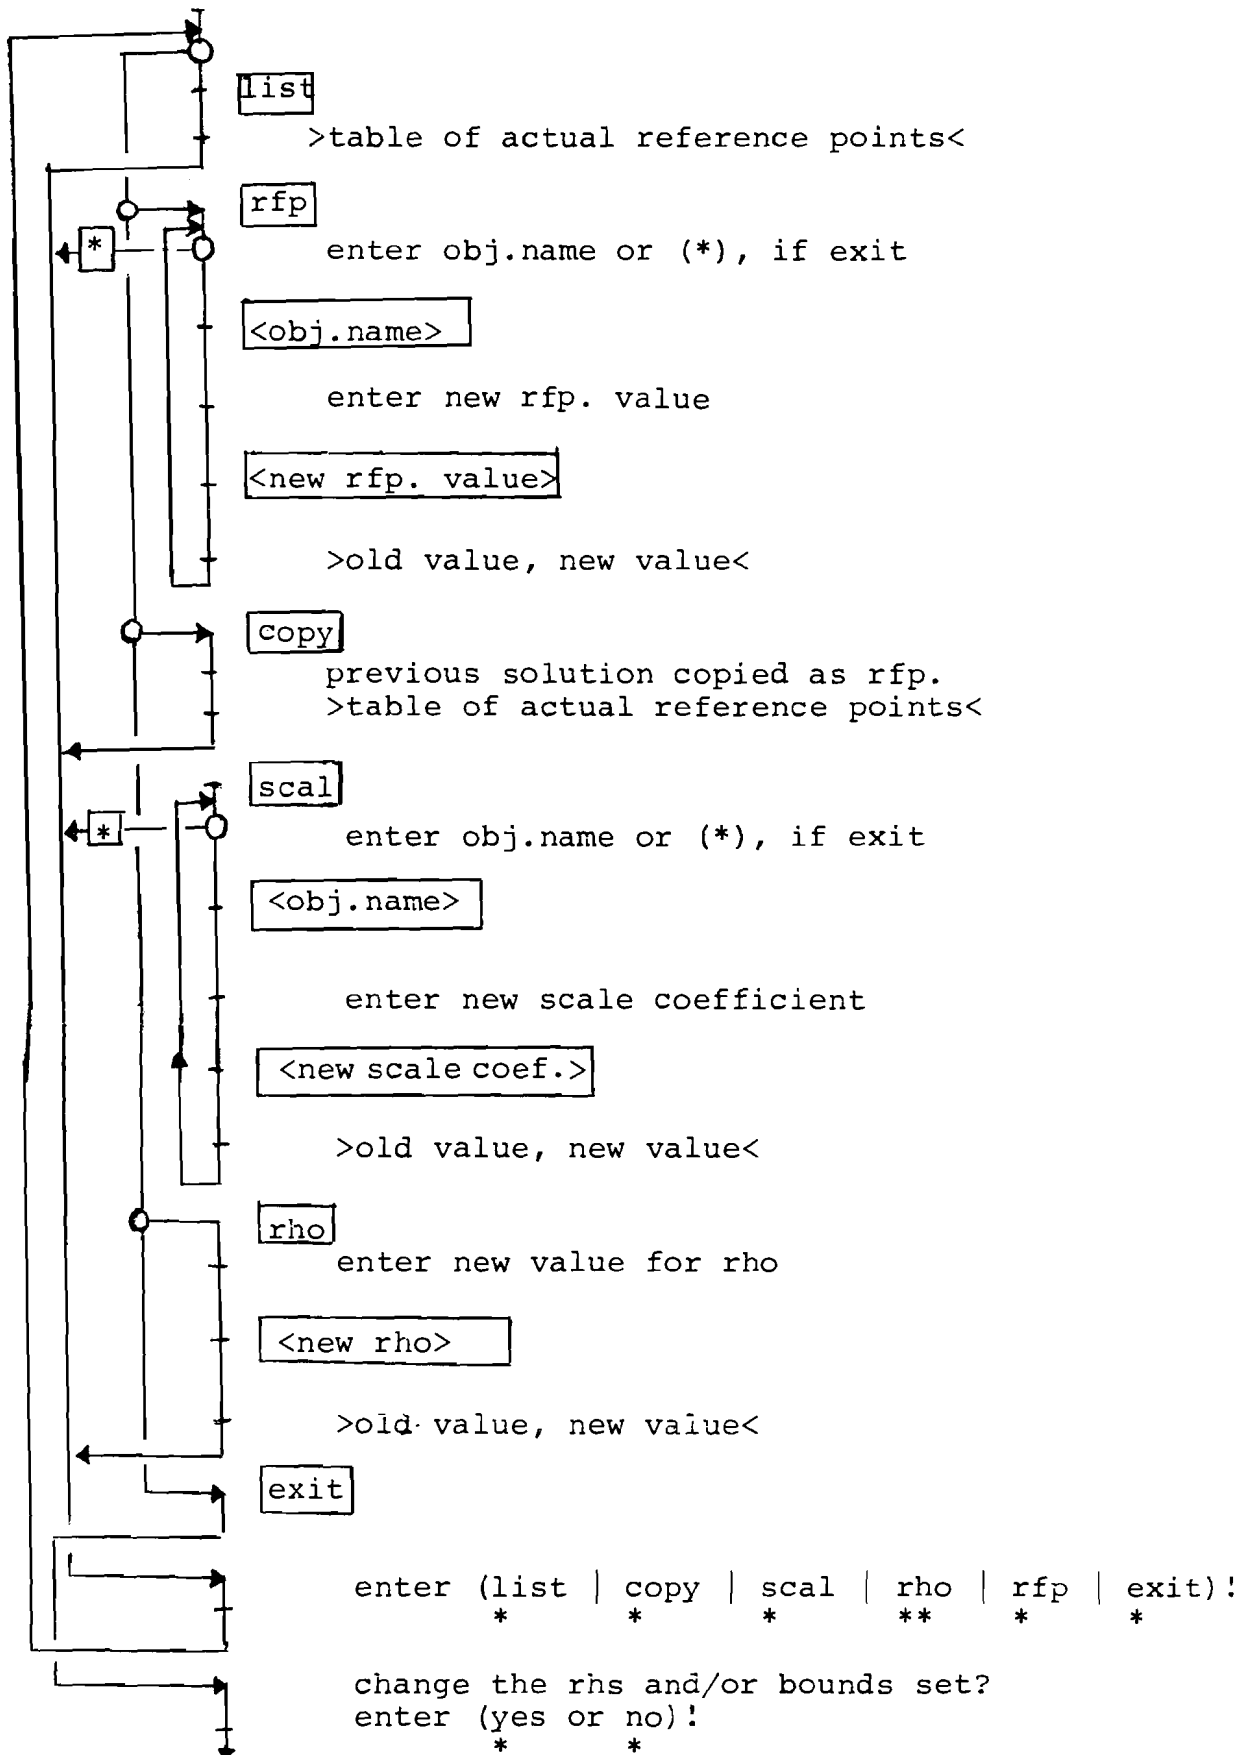 list
>table of actual reference points<
rfp
* enter obj.name or (*), if exit
<obj.name>
enter new rfp. value
<new rfp. value>
>old value, new value<
copy
previous solution copied as rfp.
>table of actual reference points<
scal
* enter obj.name or (*), if exit
<obj.name>
enter new scale coefficient
<new scale coef.>
>old value, new value<
rho
enter new value for rho
<new rho>
>old value, new value<
exit
enter (list | copy | scal | rho | rfp | exit)!
* * * ** * *
change the rhs and/or bounds set?
enter (yes or no)!
* *